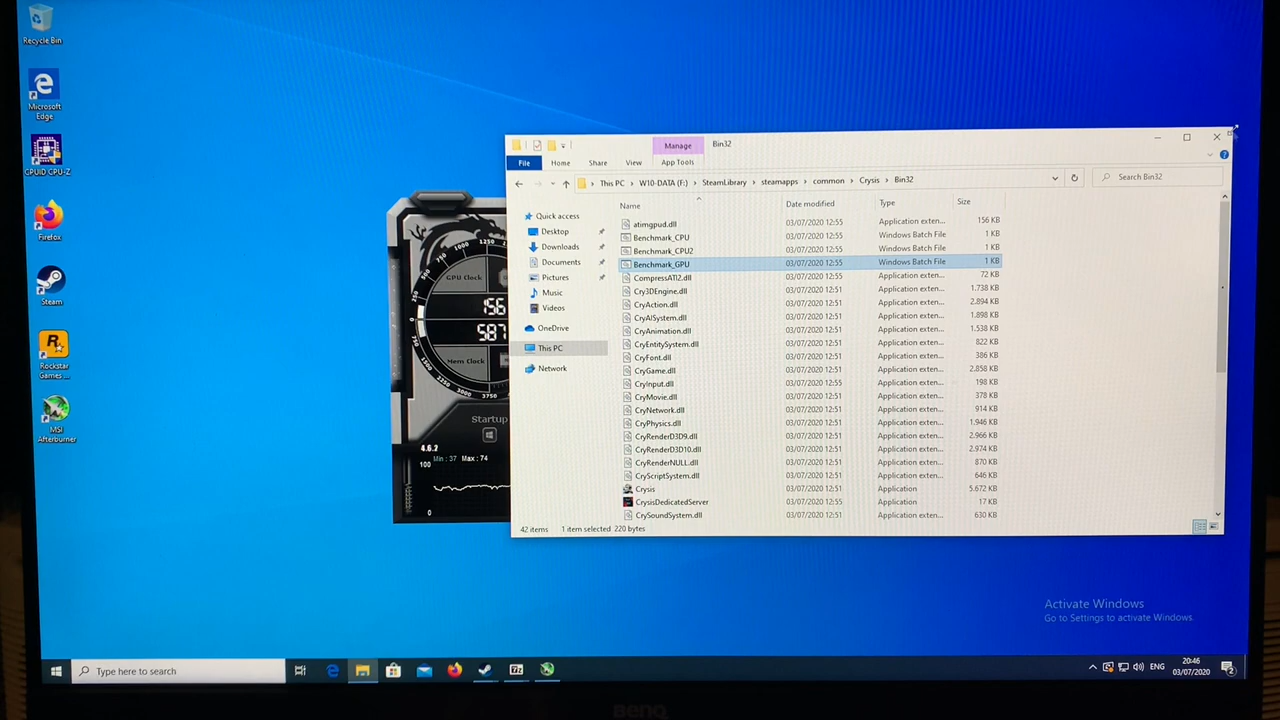 Recycle Bin
Microsoft
Edge
CPUID CPU-Z
Firefox
Steam
Rockstar
Games ...
MSI
Afterburner
GPU Clock
156
587
Mem Clock
Startup
4.6.2
Min : 37 Max : 74
100
0
Manage Bin32
File Home Share View App Tools
This PC › W10-DATA (F:) › SteamLibrary › steamapps › common › Crysis › Bin32
Search Bin32
Quick access
Desktop
Downloads
Documents
Pictures
Music
Videos
OneDrive
This PC
Network
Name Date modified Type Size
atimgpud.dll 03/07/2020 12:55 Application exten... 156 KB
Benchmark_CPU 03/07/2020 12:55 Windows Batch File 1 KB
Benchmark_CPU2 03/07/2020 12:55 Windows Batch File 1 KB
Benchmark_GPU 03/07/2020 12:55 Windows Batch File 1 KB
CompressATI2.dll 03/07/2020 12:55 Application exten... 72 KB
Cry3DEngine.dll 03/07/2020 12:51 Application exten... 1.738 KB
CryAction.dll 03/07/2020 12:51 Application exten... 2.894 KB
CryAISystem.dll 03/07/2020 12:51 Application exten... 1.898 KB
CryAnimation.dll 03/07/2020 12:51 Application exten... 1.538 KB
CryEntitySystem.dll 03/07/2020 12:51 Application exten... 822 KB
CryFont.dll 03/07/2020 12:51 Application exten... 386 KB
CryGame.dll 03/07/2020 12:51 Application exten... 2.858 KB
CryInput.dll 03/07/2020 12:55 Application exten... 198 KB
CryMovie.dll 03/07/2020 12:51 Application exten... 378 KB
CryNetwork.dll 03/07/2020 12:51 Application exten... 914 KB
CryPhysics.dll 03/07/2020 12:51 Application exten... 1.946 KB
CryRenderD3D9.dll 03/07/2020 12:51 Application exten... 2.966 KB
CryRenderD3D10.dll 03/07/2020 12:51 Application exten... 2.974 KB
CryRenderNULL.dll 03/07/2020 12:51 Application exten... 870 KB
CryScriptSystem.dll 03/07/2020 12:51 Application exten... 646 KB
Crysis 03/07/2020 12:51 Application 5.672 KB
CrysisDedicatedServer 03/07/2020 12:55 Application 17 KB
CrySoundSystem.dll 03/07/2020 12:51 Application exten... 630 KB
42 items 1 item selected 220 bytes
Activate Windows
Go to Settings to activate Windows.
Type here to search
ENG
20:46
03/07/2020
2
BenQ